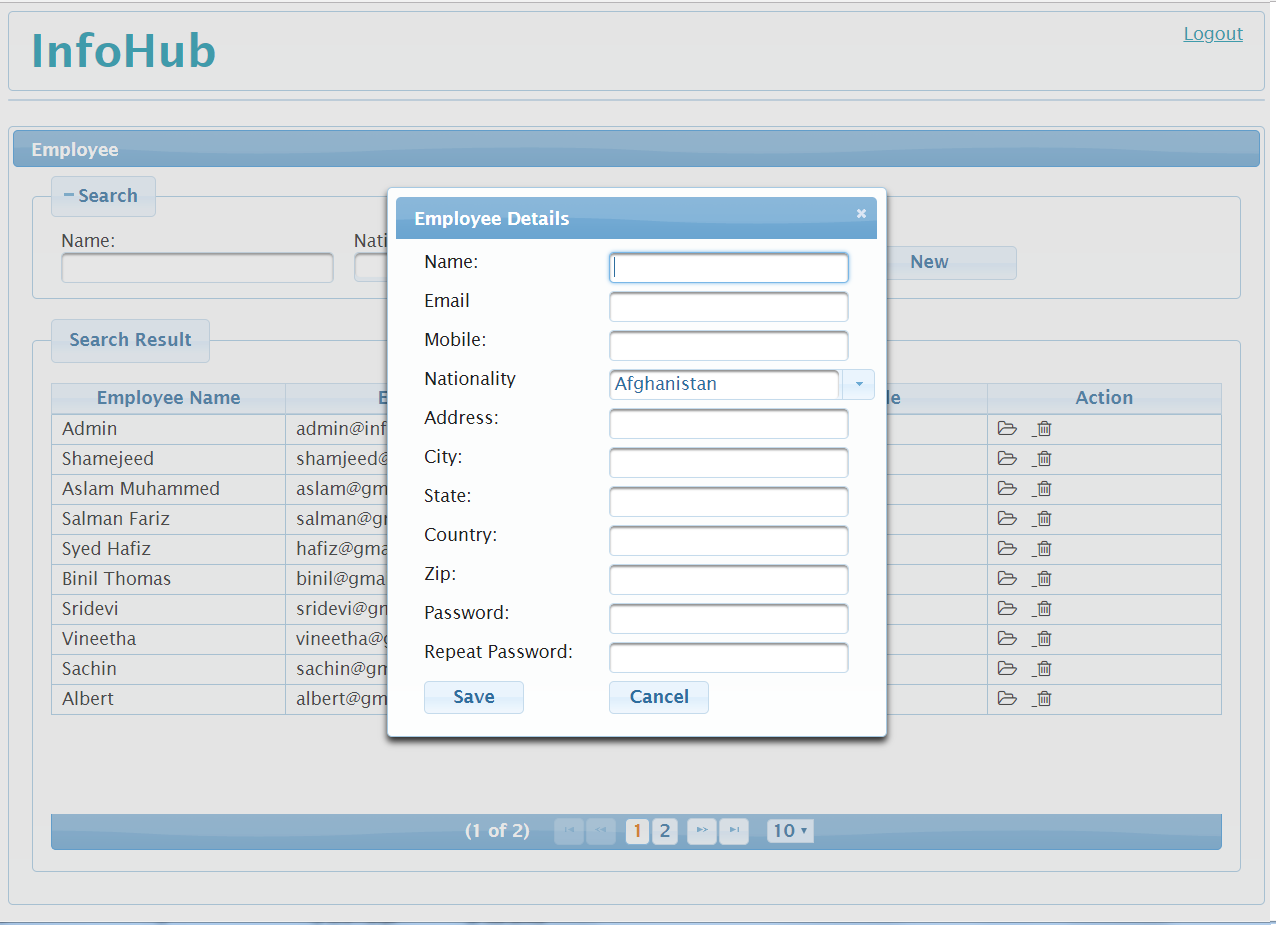 InfoHub
Logout
Employee
Search
Name:
Nati
New
Search Result
Employee Name
E
le
Action
Admin
admin@inf
Shamejeed
shamjeed@
Aslam Muhammed
aslam@gm
Salman Fariz
salman@g
Syed Hafiz
hafiz@gma
Binil Thomas
binil@gma
Sridevi
sridevi@g
Vineetha
vineetha@
Sachin
sachin@g
Albert
albert@gm
(1 of 2)
1
2
10
Employee Details
Name:
Email
Mobile:
Nationality
Afghanistan
Address:
City:
State:
Country:
Zip:
Password:
Repeat Password:
Save
Cancel